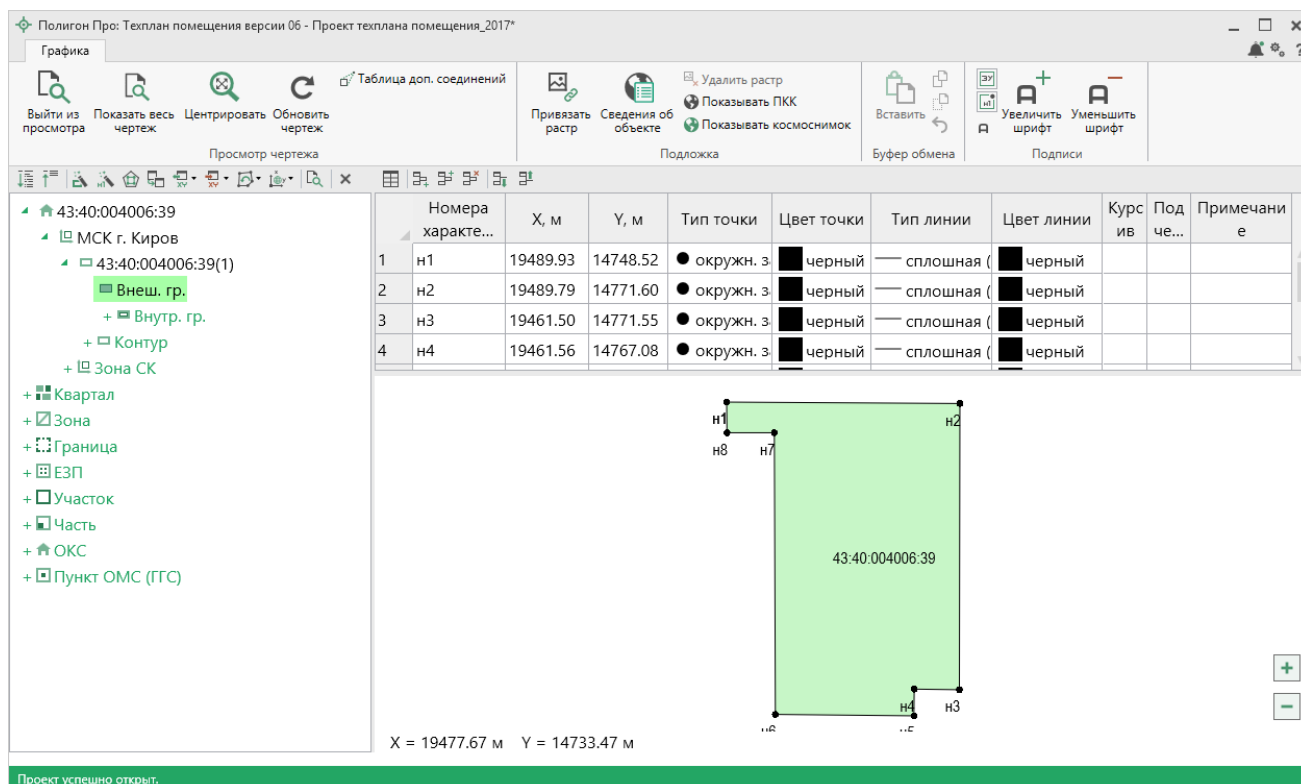 Полигон Про: Техплан помещения версии 06 - Проект техплана помещения_2017*
Графика
Выйти из просмотра
Показать весь чертеж
Центрировать
Обновить чертеж
Таблица доп. соединений
Просмотр чертежа
Привязать растр
Сведения об объекте
Удалить растр
Показывать ПКК
Показывать космоснимок
Подложка
Вставить
Буфер обмена
Увеличить шрифт
Уменьшить шрифт
Подписи
43:40:004006:39
МСК г. Киров
43:40:004006:39(1)
Внеш. гр.
+ Внутр. гр.
+ Контур
+ Зона СК
+ Квартал
+ Зона
+ Граница
+ ЕЗП
+ Участок
+ Часть
+ ОКС
+ Пункт ОМС (ГГС)
Номера характе... X, м Y, м Тип точки Цвет точки Тип линии Цвет линии Курсив Подче... Примечание
1 н1 19489.93 14748.52 окружн. з черный сплошная ( черный
2 н2 19489.79 14771.60 окружн. з черный сплошная ( черный
3 н3 19461.50 14771.55 окружн. з черный сплошная ( черный
4 н4 19461.56 14767.08 окружн. з черный сплошная ( черный
н1
н2
н8 н7
43:40:004006:39
н4 н3
н6 н5
X = 19477.67 м Y = 14733.47 м
Проект успешно открыт.